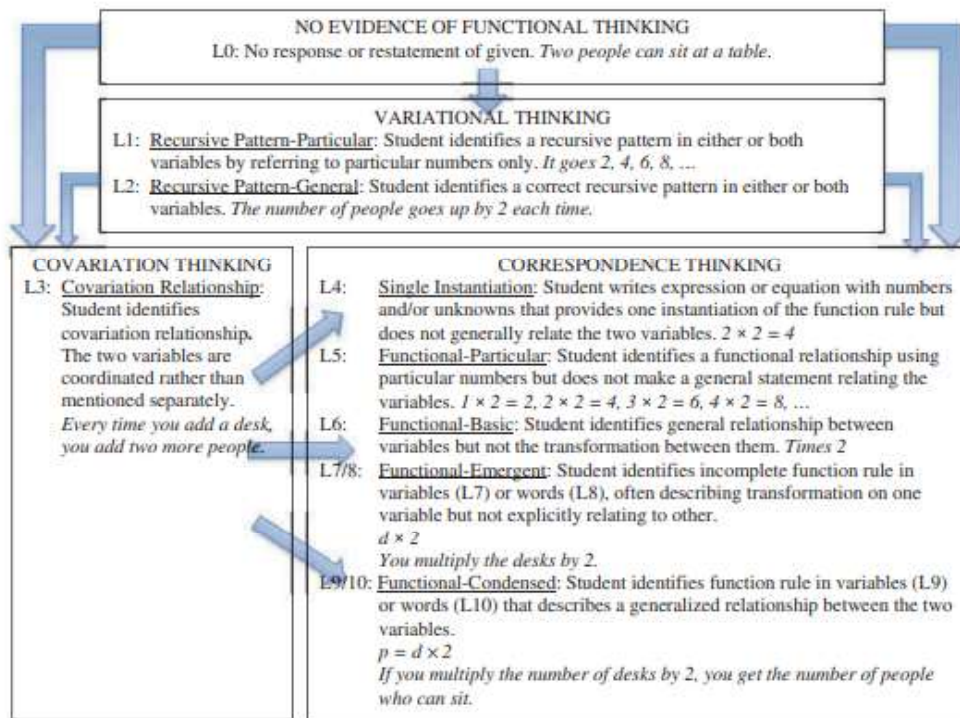 NO EVIDENCE OF FUNCTIONAL THINKING
L0: No response or restatement of given. Two people can sit at a table.
VARIATIONAL THINKING
L1: Recursive Pattern-Particular: Student identifies a recursive pattern in either or both
variables by referring to particular numbers only. It goes 2, 4, 6, 8, …
L2: Recursive Pattern-General: Student identifies a correct recursive pattern in either or both
variables. The number of people goes up by 2 each time.
COVARIATION THINKING
L3: Covariation Relationship:
Student identifies
covariation relationship.
The two variables are
coordinated rather than
mentioned separately.
Every time you add a desk,
you add two more people.
CORRESPONDENCE THINKING
L4: Single Instantiation: Student writes expression or equation with numbers
and/or unknowns that provides one instantiation of the function rule but
does not generally relate the two variables. 2 × 2 = 4
L5: Functional-Particular: Student identifies a functional relationship using
particular numbers but does not make a general statement relating the
variables. 1 × 2 = 2, 2 × 2 = 4, 3 × 2 = 6, 4 × 2 = 8, …
L6: Functional-Basic: Student identifies general relationship between
variables but not the transformation between them. Times 2
L7/8: Functional-Emergent: Student identifies incomplete function rule in
variables (L7) or words (L8), often describing transformation on one
variable but not explicitly relating to other.
d × 2
You multiply the desks by 2.
L9/10: Functional-Condensed: Student identifies function rule in variables (L9)
or words (L10) that describes a generalized relationship between the two
variables.
p = d × 2
If you multiply the number of desks by 2, you get the number of people
who can sit.